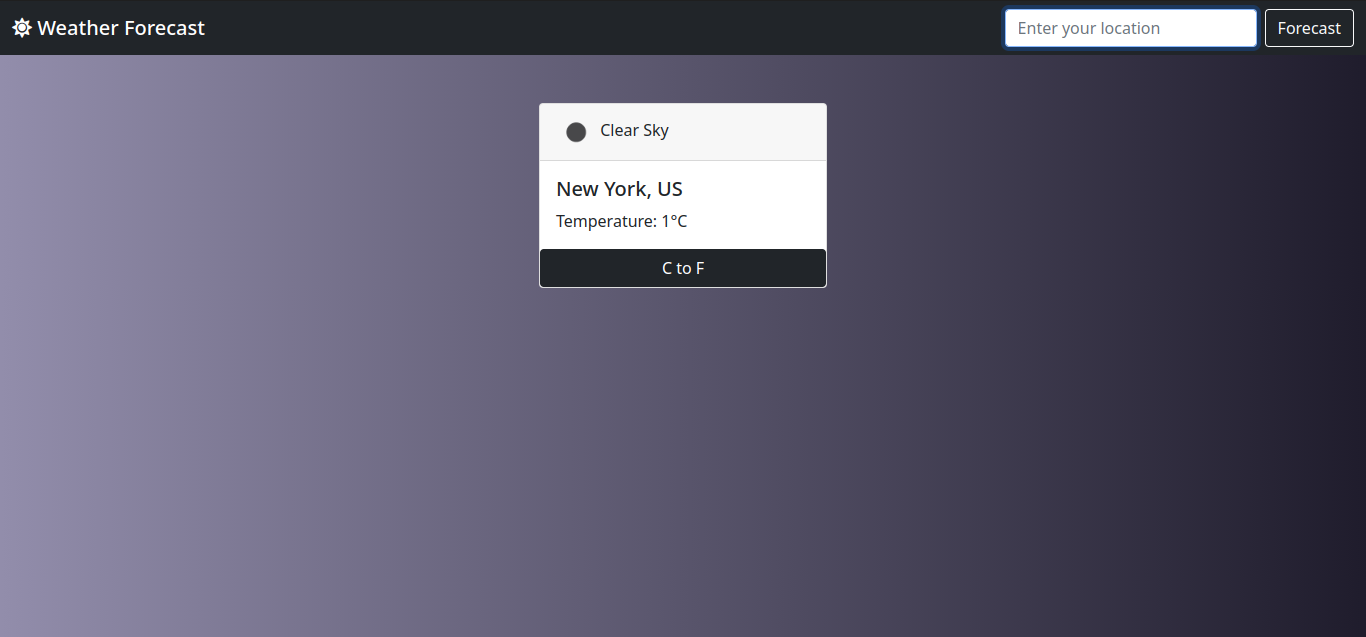 Weather Forecast
Enter your location
Forecast
Clear Sky
New York, US
Temperature: 1°C
C to F